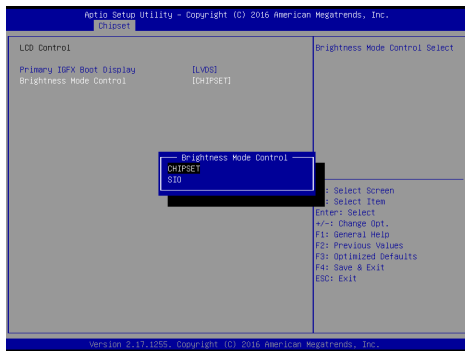 Aptio Setup Utility – Copyright (C) 2016 American Megatrends, Inc.
Chipset
LCD Control
Primary IGFX Boot Display [LVDS]
Brightness Mode Control [CHIPSET]
Brightness Mode Control Select
Brightness Mode Control
CHIPSET
SIO
: Select Screen
: Select Item
Enter: Select
+/-: Change Opt.
F1: General Help
F2: Previous Values
F3: Optimized Defaults
F4: Save & Exit
ESC: Exit
Version 2.17.1255. Copyright (C) 2016 American Megatrends, Inc.